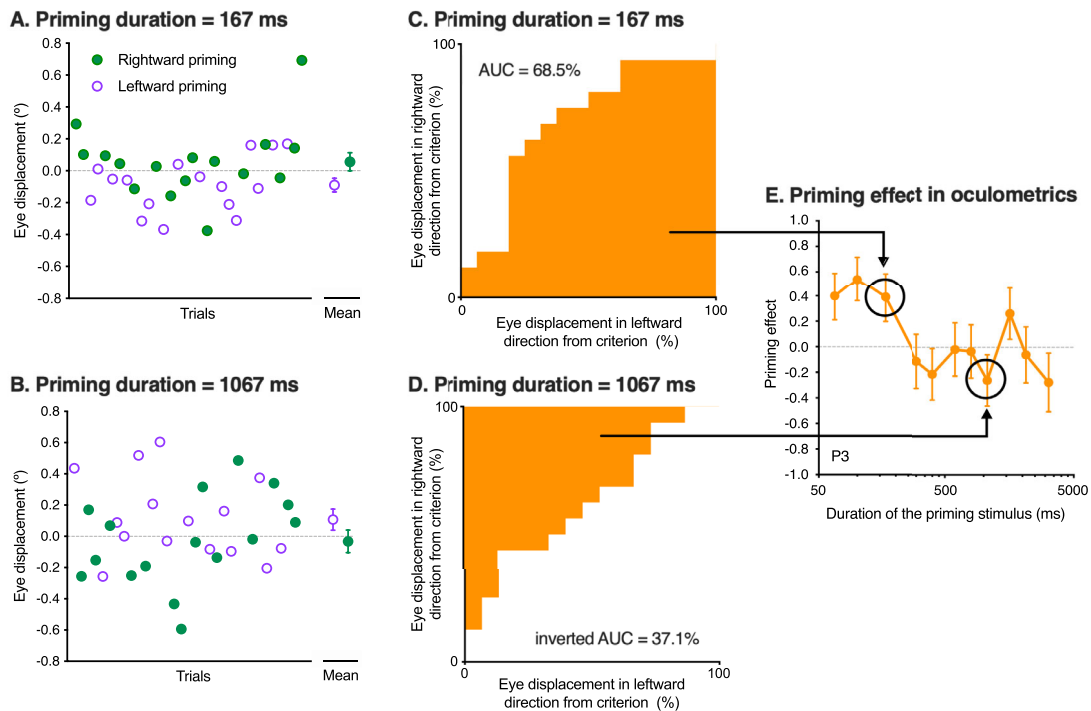 A. Priming duration = 167 ms
0.8
0.6
0.4
0.2
0.0
-0.2
-0.4
-0.6
-0.8
Eye displacement (º)
Rightward priming
Leftward priming
Trials
Mean
B. Priming duration = 1067 ms
0.8
0.6
0.4
0.2
0.0
-0.2
-0.4
-0.6
-0.8
Eye displacement (º)
Trials
Mean
C. Priming duration = 167 ms
100
0
Eye displacement in rightward
direction from criterion (%)
AUC = 68.5%
0
100
Eye displacement in leftward
direction from criterion (%)
D. Priming duration = 1067 ms
100
0
Eye displacement in rightward
direction from criterion (%)
inverted AUC = 37.1%
0
100
Eye displacement in leftward
direction from criterion (%)
E. Priming effect in oculometrics
1.0
0.8
0.6
0.4
0.2
0.0
-0.2
-0.4
-0.6
-0.8
-1.0
Priming effect
P3
50
500
5000
Duration of the priming stimulus (ms)